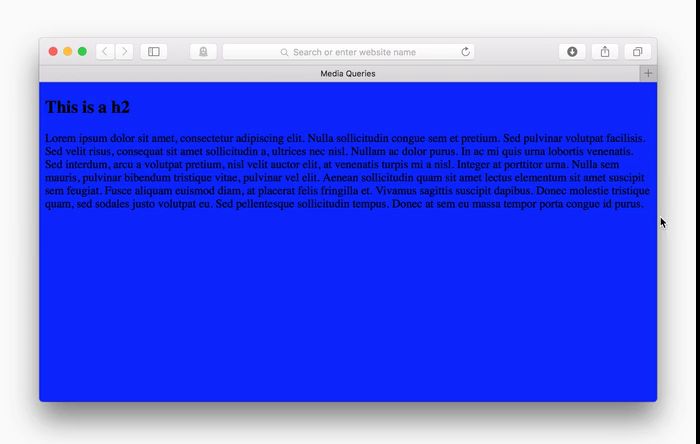 Search or enter website name
Media Queries
This is a h2
Lorem ipsum dolor sit amet, consectetur adipiscing elit. Nulla sollicitudin congue sem et pretium. Sed pulvinar volutpat facilisis.
Sed velit risus, consequat sit amet sollicitudin a, ultrices nec nisl. Nullam ac dolor purus. In ac mi quis urna lobortis venenatis.
Sed interdum, arcu a volutpat pretium, nisl velit auctor elit, at venenatis turpis mi a nisl. Integer at porttitor urna. Nulla sem
mauris, pulvinar bibendum tristique vitae, pulvinar vel elit. Aenean sollicitudin quam sit amet lectus elementum sit amet suscipit
sem feugiat. Fusce aliquam euismod diam, at placerat felis fringilla et. Vivamus sagittis suscipit dapibus. Donec molestie tristique
quam, sed sodales justo volutpat eu. Sed pellentesque sollicitudin tempus. Donec at sem eu massa tempor porta congue id purus.